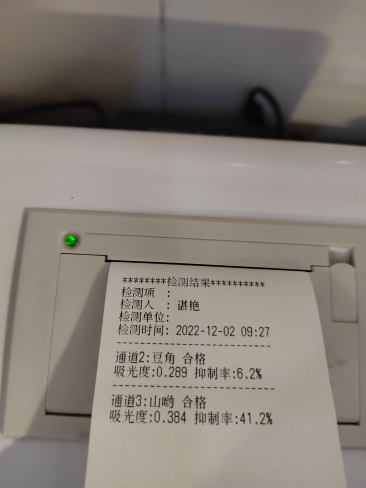 ********检测结果**********
检测项 :
检测人 : 谌艳
检测单位:
检测时间: 2022-12-02 09:27
--------------------------
通道2:豆角 合格
吸光度:0.289 抑制率:6.2%
--------------------------
通道3:山哟 合格
吸光度:0.384 抑制率:41.2%
--------------------------